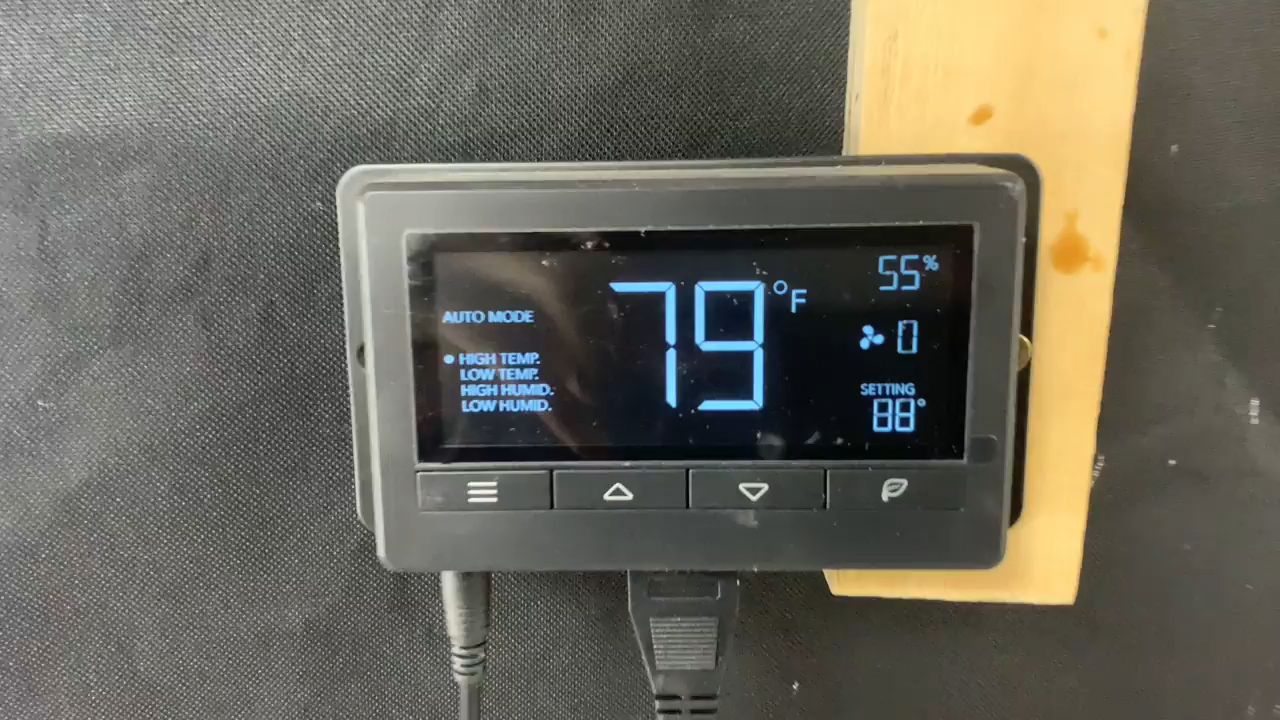 55%
79°F
AUTO MODE
0
HIGH TEMP.
LOW TEMP.
HIGH HUMID.
LOW HUMID.
SETTING
88°